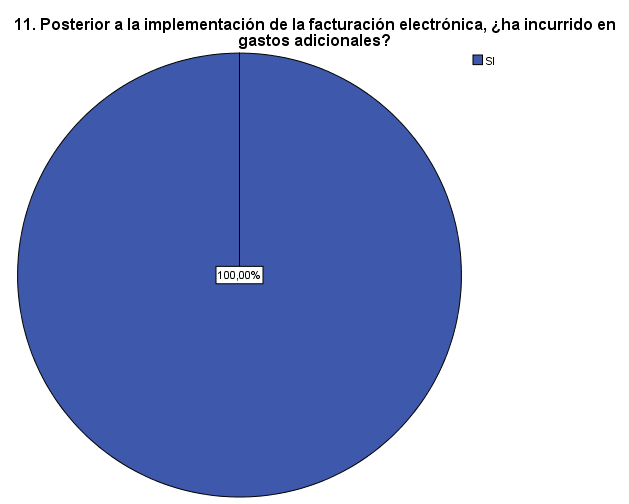 11. Posterior a la implementación de la facturación electrónica, ¿ha incurrido en
gastos adicionales?
SI
100,00%